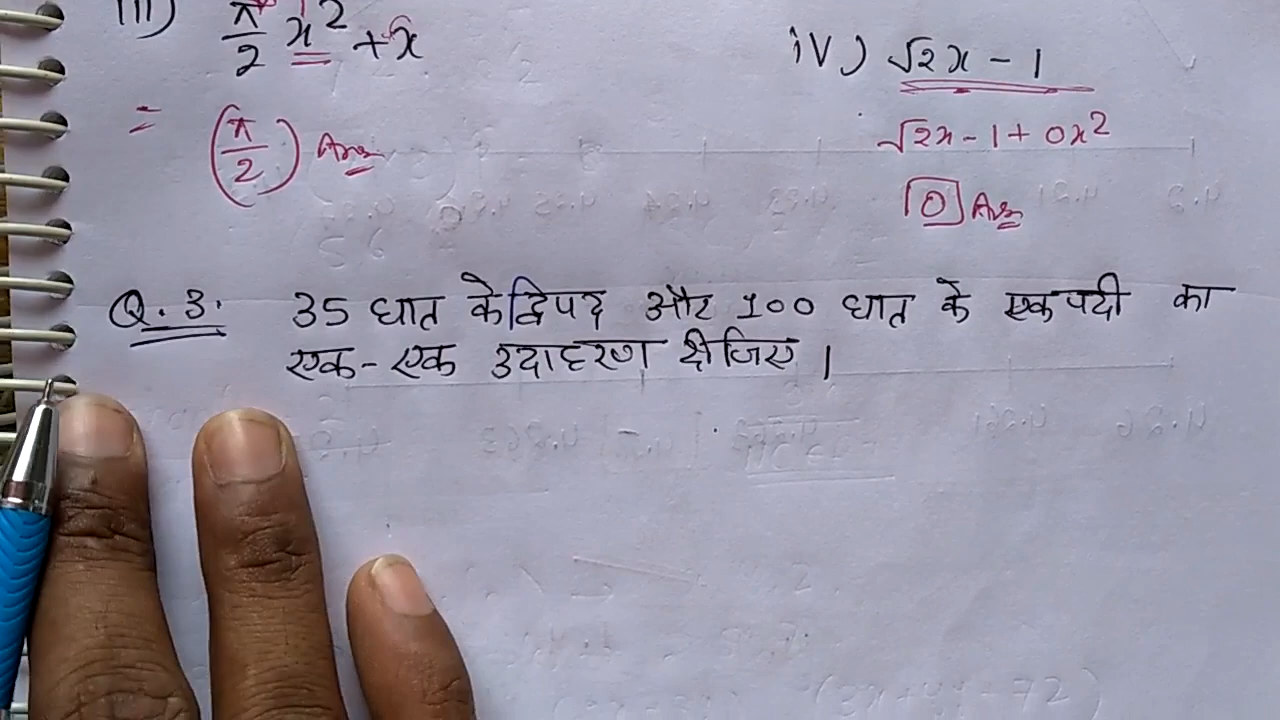 iii) π/2 x² + x
= (π/2) Ans
iv) √2x - 1
√2x - 1 + 0x²
0 Ans
Q. 3. 35 घात के द्विपद और 100 घात के एकपदी का
एक-एक उदाहरण दीजिए।